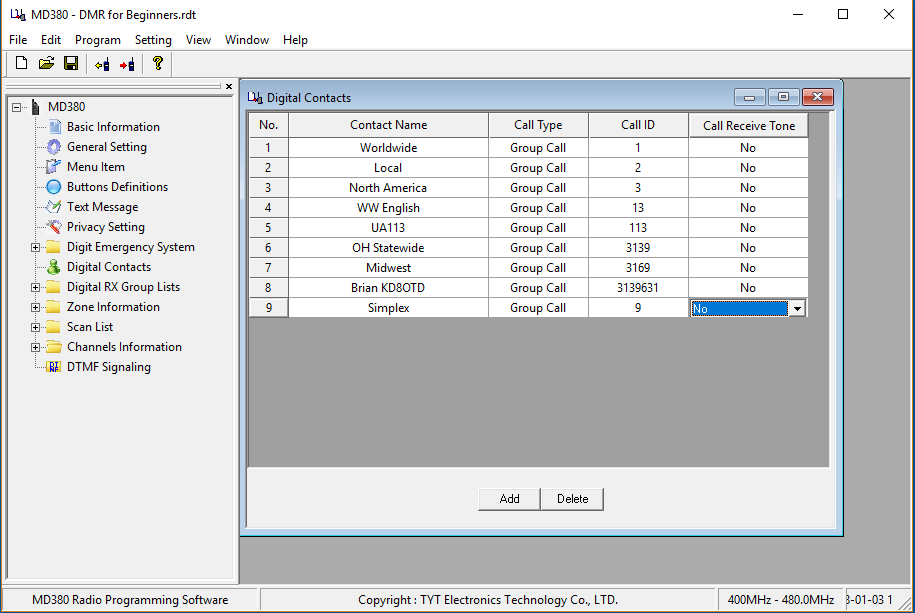 MD380 - DMR for Beginners.rdt
File Edit Program Setting View Window Help
MD380
Basic Information
General Setting
Menu Item
Buttons Definitions
Text Message
Privacy Setting
Digit Emergency System
Digital Contacts
Digital RX Group Lists
Zone Information
Scan List
Channels Information
DTMF Signaling
Digital Contacts
No. Contact Name Call Type Call ID Call Receive Tone
1 Worldwide Group Call 1 No
2 Local Group Call 2 No
3 North America Group Call 3 No
4 WW English Group Call 13 No
5 UA113 Group Call 113 No
6 OH Statewide Group Call 3139 No
7 Midwest Group Call 3169 No
8 Brian KD8OTD Group Call 3139631 No
9 Simplex Group Call 9 No
Add Delete
MD380 Radio Programming Software Copyright : TYT Electronics Technology Co., LTD. 400MHz - 480.0MHz -01-03 1